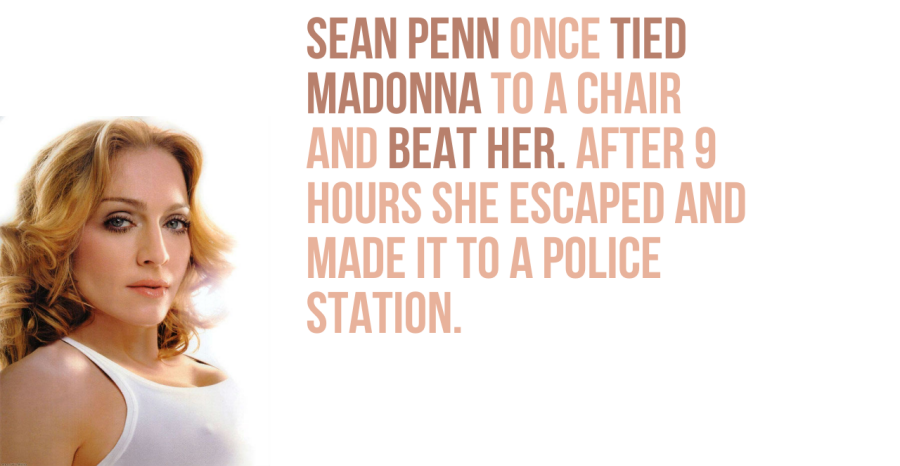 SEAN PENN ONCE TIED
MADONNA TO A CHAIR
AND BEAT HER. AFTER 9
HOURS SHE ESCAPED AND
MADE IT TO A POLICE
STATION.